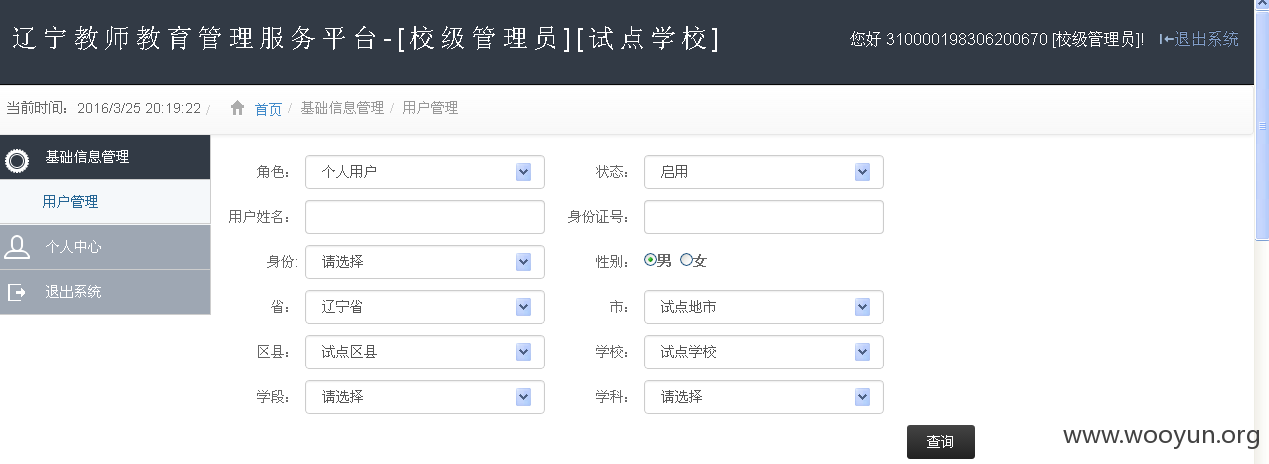 辽宁教师教育管理服务平台-[校级管理员][试点学校]
您好 310000198306200670 [校级管理员]! 退出系统
当前时间：2016/3/25 20:19:22 / 首页 / 基础信息管理 / 用户管理
基础信息管理
用户管理
个人中心
退出系统
角色： 个人用户 状态： 启用
用户姓名： 身份证号：
身份: 请选择 性别： 男 女
省： 辽宁省 市： 试点地市
区县： 试点区县 学校： 试点学校
学段： 请选择 学科： 请选择
查询
www.wooyun.org